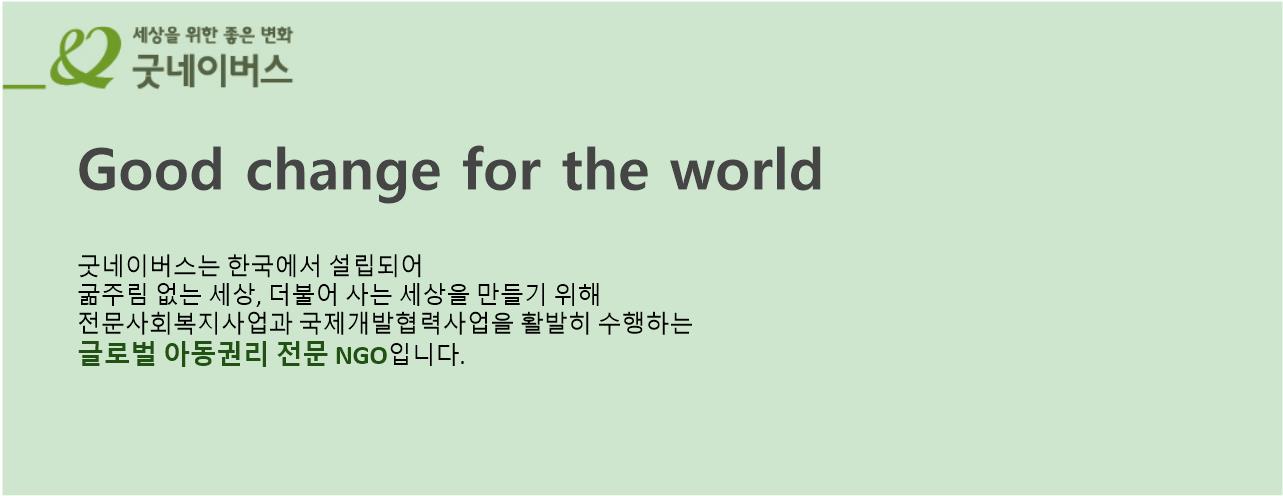 세상을 위한 좋은 변화
굿네이버스
Good change for the world
굿네이버스는 한국에서 설립되어
굶주림 없는 세상, 더불어 사는 세상을 만들기 위해
전문사회복지사업과 국제개발협력사업을 활발히 수행하는
글로벌 아동권리 전문 NGO입니다.